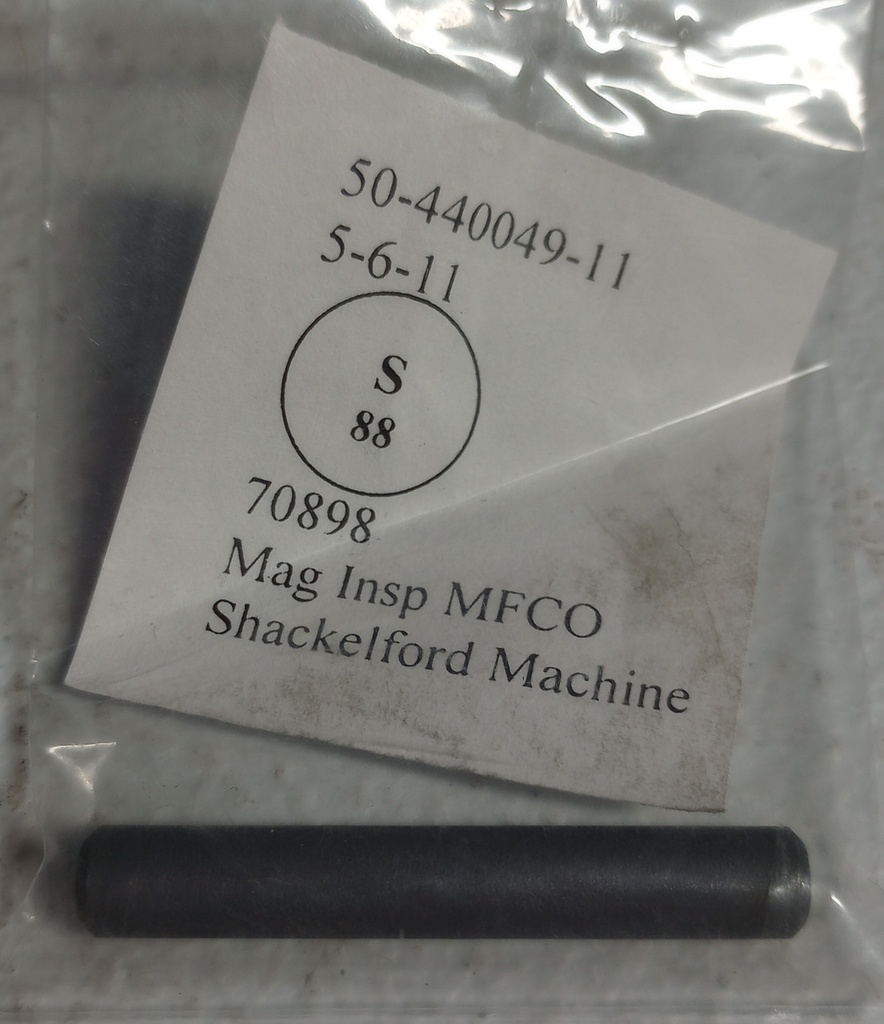 50-440049-11
5-6-11
S
88
70898
Mag Insp MFCO
Shackelford Machine